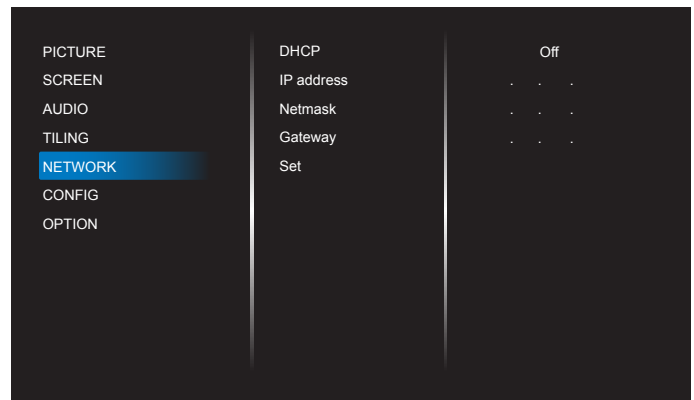 PICTURE
SCREEN
AUDIO
TILING
NETWORK
CONFIG
OPTION
DHCP Off
IP address . . .
Netmask . . .
Gateway . . .
Set